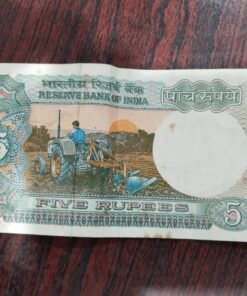 भारतीय रिज़र्व बैंक
RESERVE BANK OF INDIA
पांच रुपये
FIVE RUPEES
5